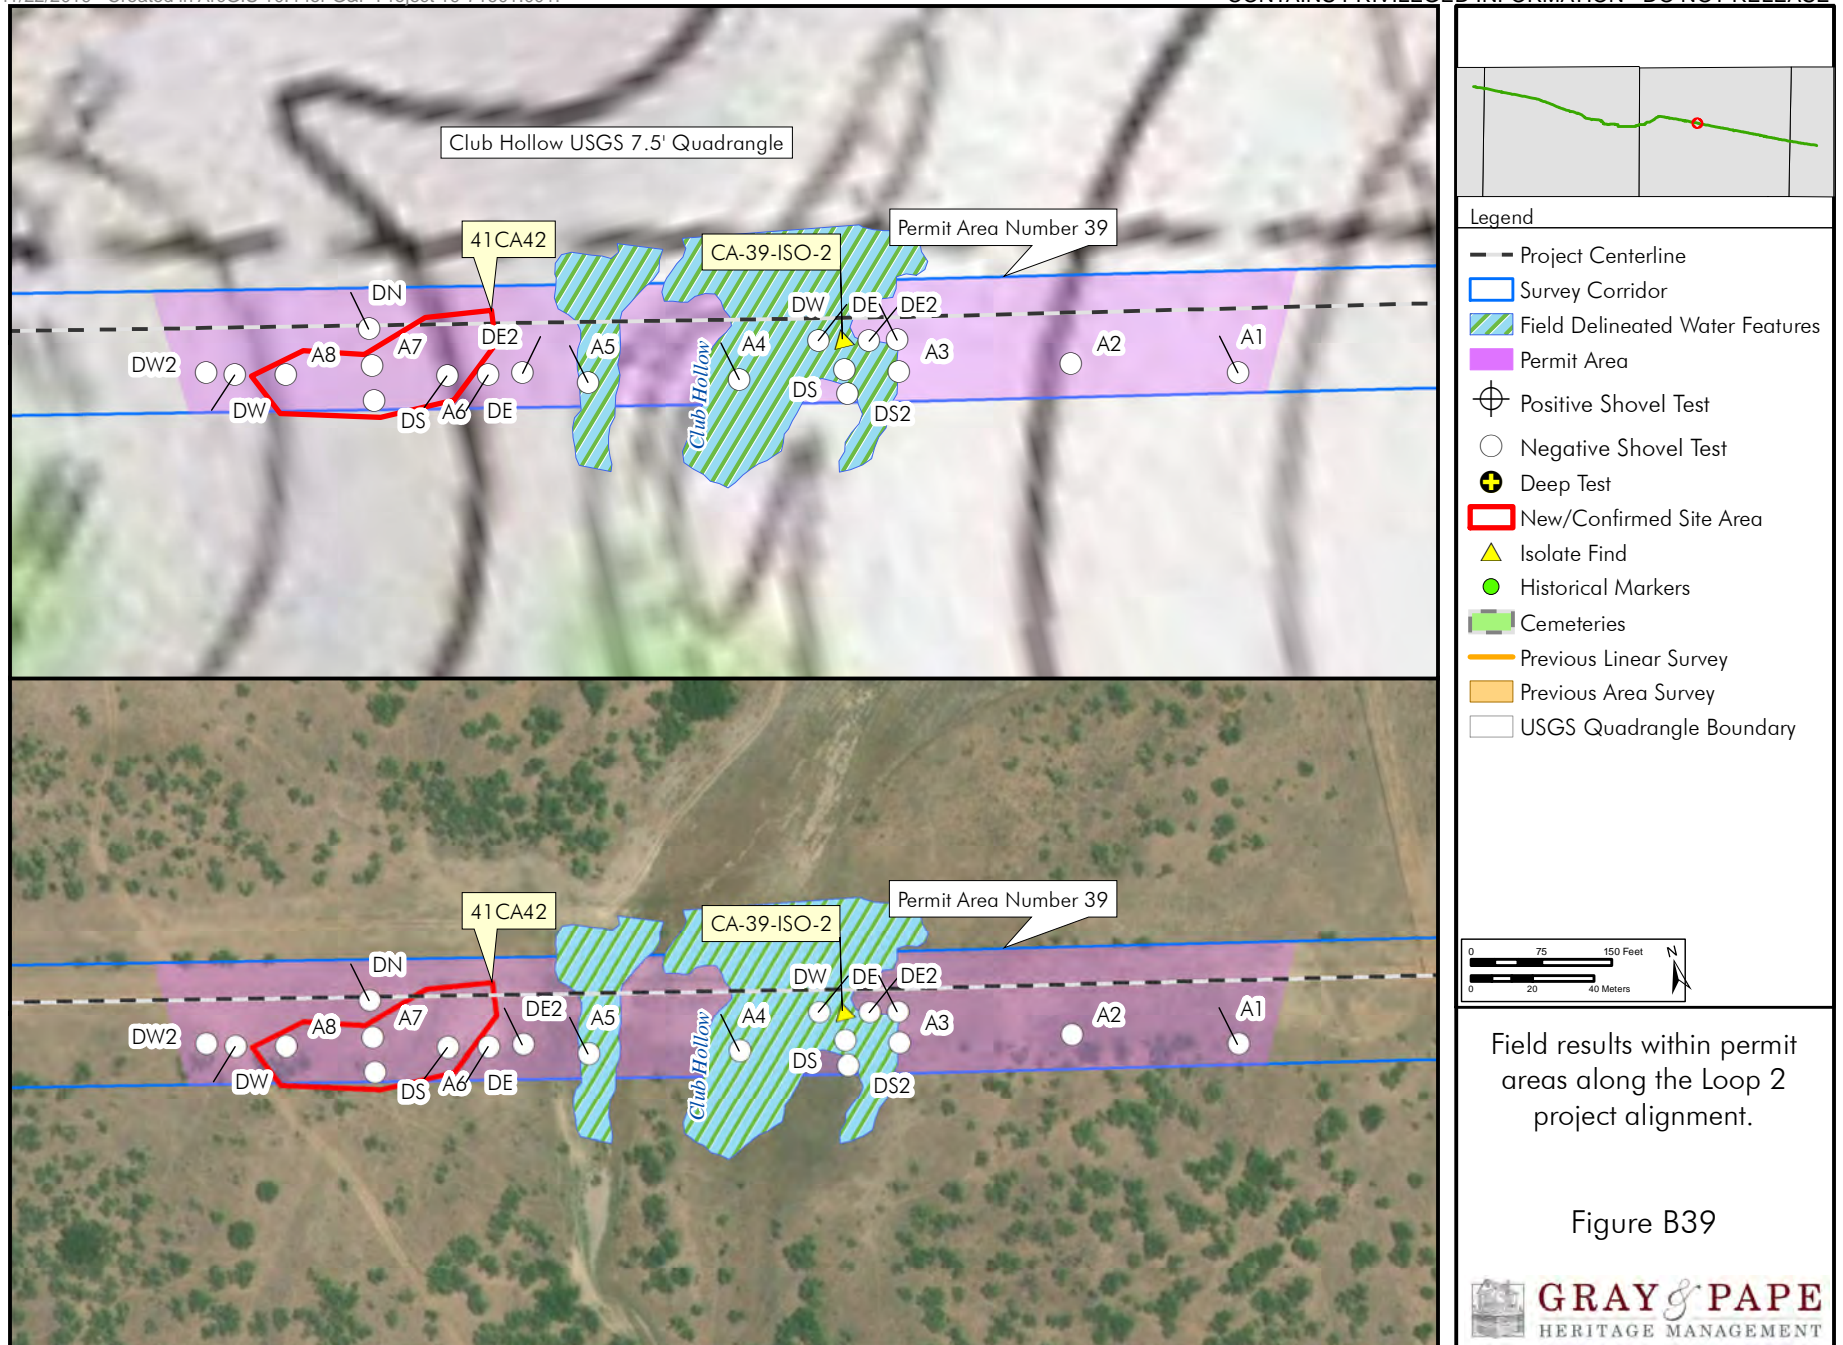 CONTAINS PRIVILEGED INFORMATION - DO NOT RELEASE
Club Hollow USGS 7.5' Quadrangle
41CA42
CA-39-ISO-2
Permit Area Number 39
DN
DW
DE
DE2
DE2
A8
A7
A5
A4
A3
A2
A1
DW2
DW
DS
A6
DE
DS
DS2
Club Hollow
41CA42
CA-39-ISO-2
Permit Area Number 39
DN
DW
DE
DE2
DE2
A8
A7
A5
A4
A3
A2
A1
DW2
DW
DS
A6
DE
DS
DS2
Club Hollow
Legend
Project Centerline
Survey Corridor
Field Delineated Water Features
Permit Area
Positive Shovel Test
Negative Shovel Test
Deep Test
New/Confirmed Site Area
Isolate Find
Historical Markers
Cemeteries
Previous Linear Survey
Previous Area Survey
USGS Quadrangle Boundary
0 75 150 Feet
0 20 40 Meters
N
Field results within permit
areas along the Loop 2
project alignment.
Figure B39
GRAY & PAPE
HERITAGE MANAGEMENT